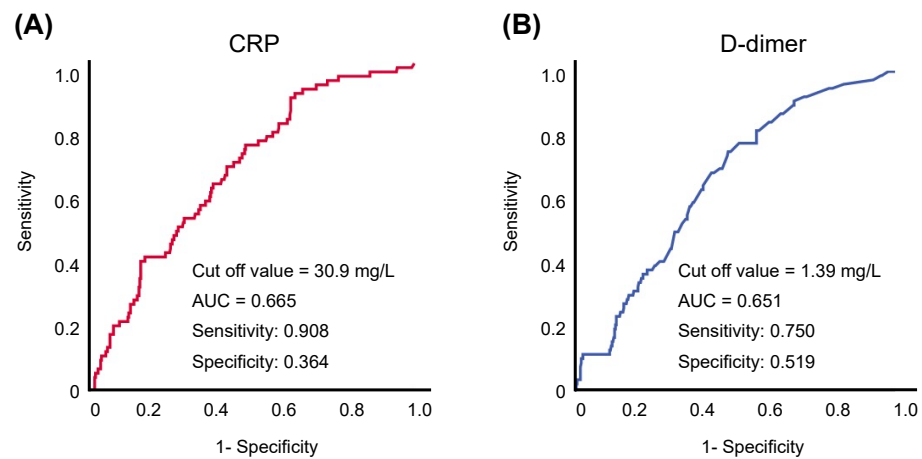 (A)
CRP
1.0
0.8
0.6
0.4
0.2
0
Sensitivity
Cut off value = 30.9 mg/L
AUC = 0.665
Sensitivity: 0.908
Specificity: 0.364
0 0.2 0.4 0.6 0.8 1.0
1- Specificity
(B)
D-dimer
1.0
0.8
0.6
0.4
0.2
0
Sensitivity
Cut off value = 1.39 mg/L
AUC = 0.651
Sensitivity: 0.750
Specificity: 0.519
0 0.2 0.4 0.6 0.8 1.0
1- Specificity